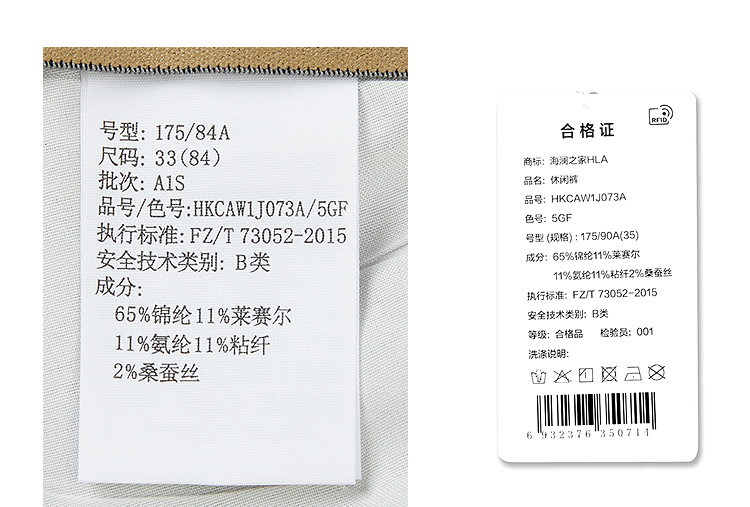 号型: 175/84A
尺码: 33(84)
批次: A1S
品号/色号:HKCAW1J073A/5GF
执行标准: FZ/T 73052-2015
安全技术类别: B类
成分:
65%锦纶11%莱赛尔
11%氨纶11%粘纤
2%桑蚕丝
RFID
合格证
商标: 海澜之家HLA
品名: 休闲裤
品号: HKCAW1J073A
色号: 5GF
号型 (规格) : 175/90A(35)
成分: 65%锦纶11%莱赛尔
11%氨纶11%粘纤2%桑蚕丝
执行标准: FZ/T 73052-2015
安全技术类别: B类
等级: 合格品 检验员: 001
洗涤说明:
6 932376 350714